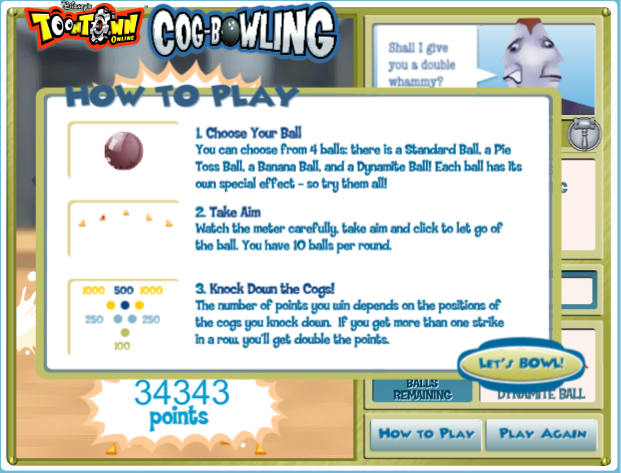 Disney's
TOONTOWN
ONLINE
COG-BOWLING
Shall I give
you a double
whammy?
HOW TO PLAY
1. Choose Your Ball
You can choose from 4 balls: there is a Standard Ball, a Pie
Toss Ball, a Banana Ball, and a Dynamite Ball! Each ball has its
own special effect - so try them all!
2. Take Aim
Watch the meter carefully, take aim and click to let go of
the ball. You have 10 balls per round.
1000 500 1000
250 250
100
3. Knock Down the Cogs!
The number of points you win depends on the positions of
the cogs you knock down. If you get more than one strike
in a row, you'll get double the points.
LET'S BOWL!
34343
points
BALLS
REMAINING
DYNAMITE BALL
HOW TO PLAY
PLAY AGAIN